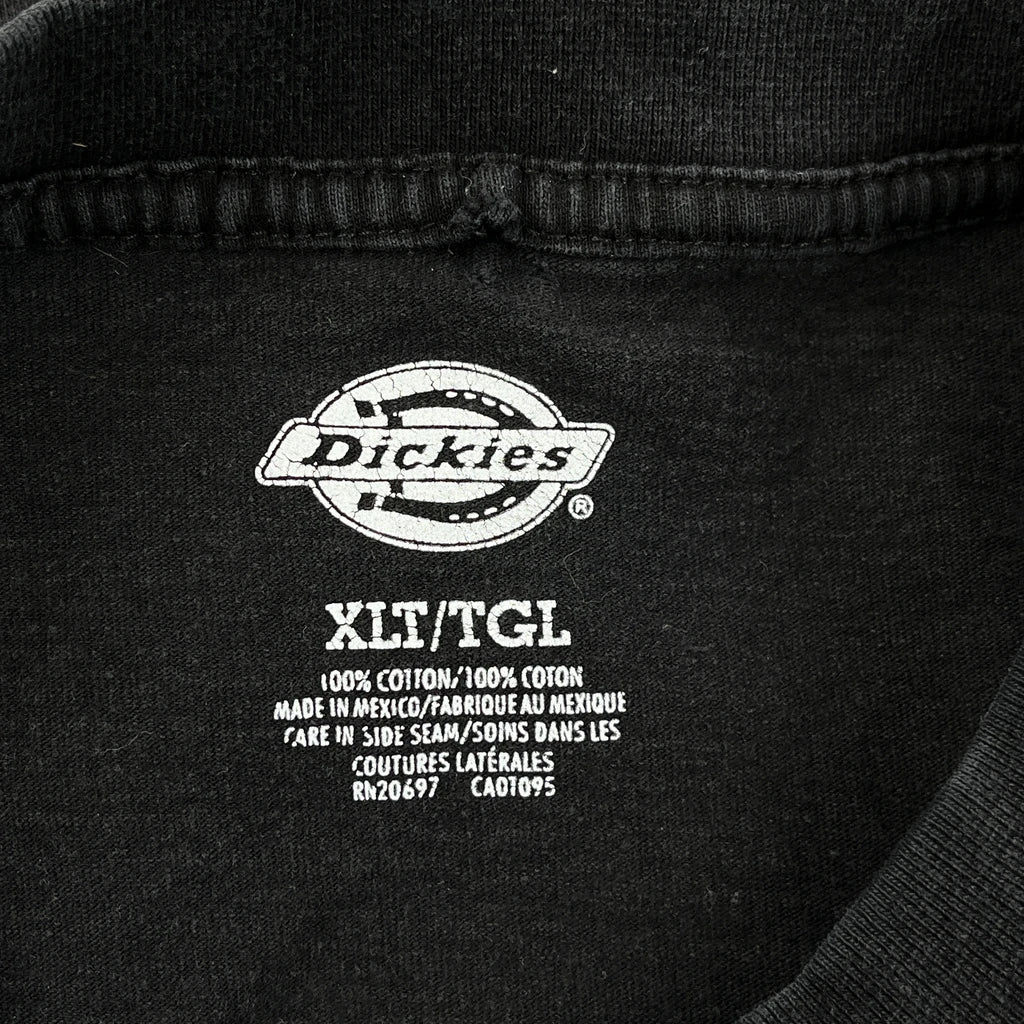 Dickies
®
XLT/TGL
100% COTTON/100% COTON
MADE IN MEXICO/FABRIQUE AU MEXIQUE
CARE IN SIDE SEAM/SOINS DANS LES
COUTURES LATÉRALES
RN20697 CA01095